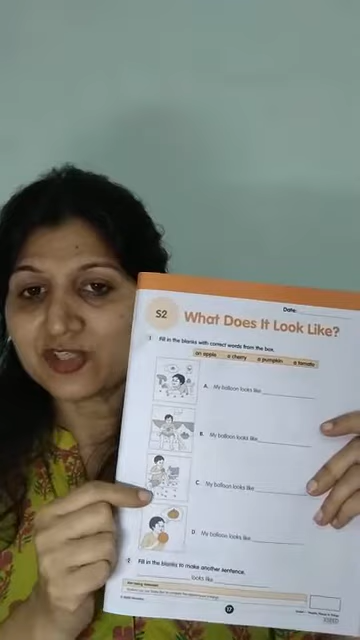 Date:
S2
What Does It Look Like?
1 Fill in the blanks with correct words from the box.
an apple a cherry a pumpkin a tomato
A. My balloon looks like
B. My balloon looks like
C. My balloon looks like
D. My balloon looks like
2 Fill in the blanks to make another sentence.
looks like
17